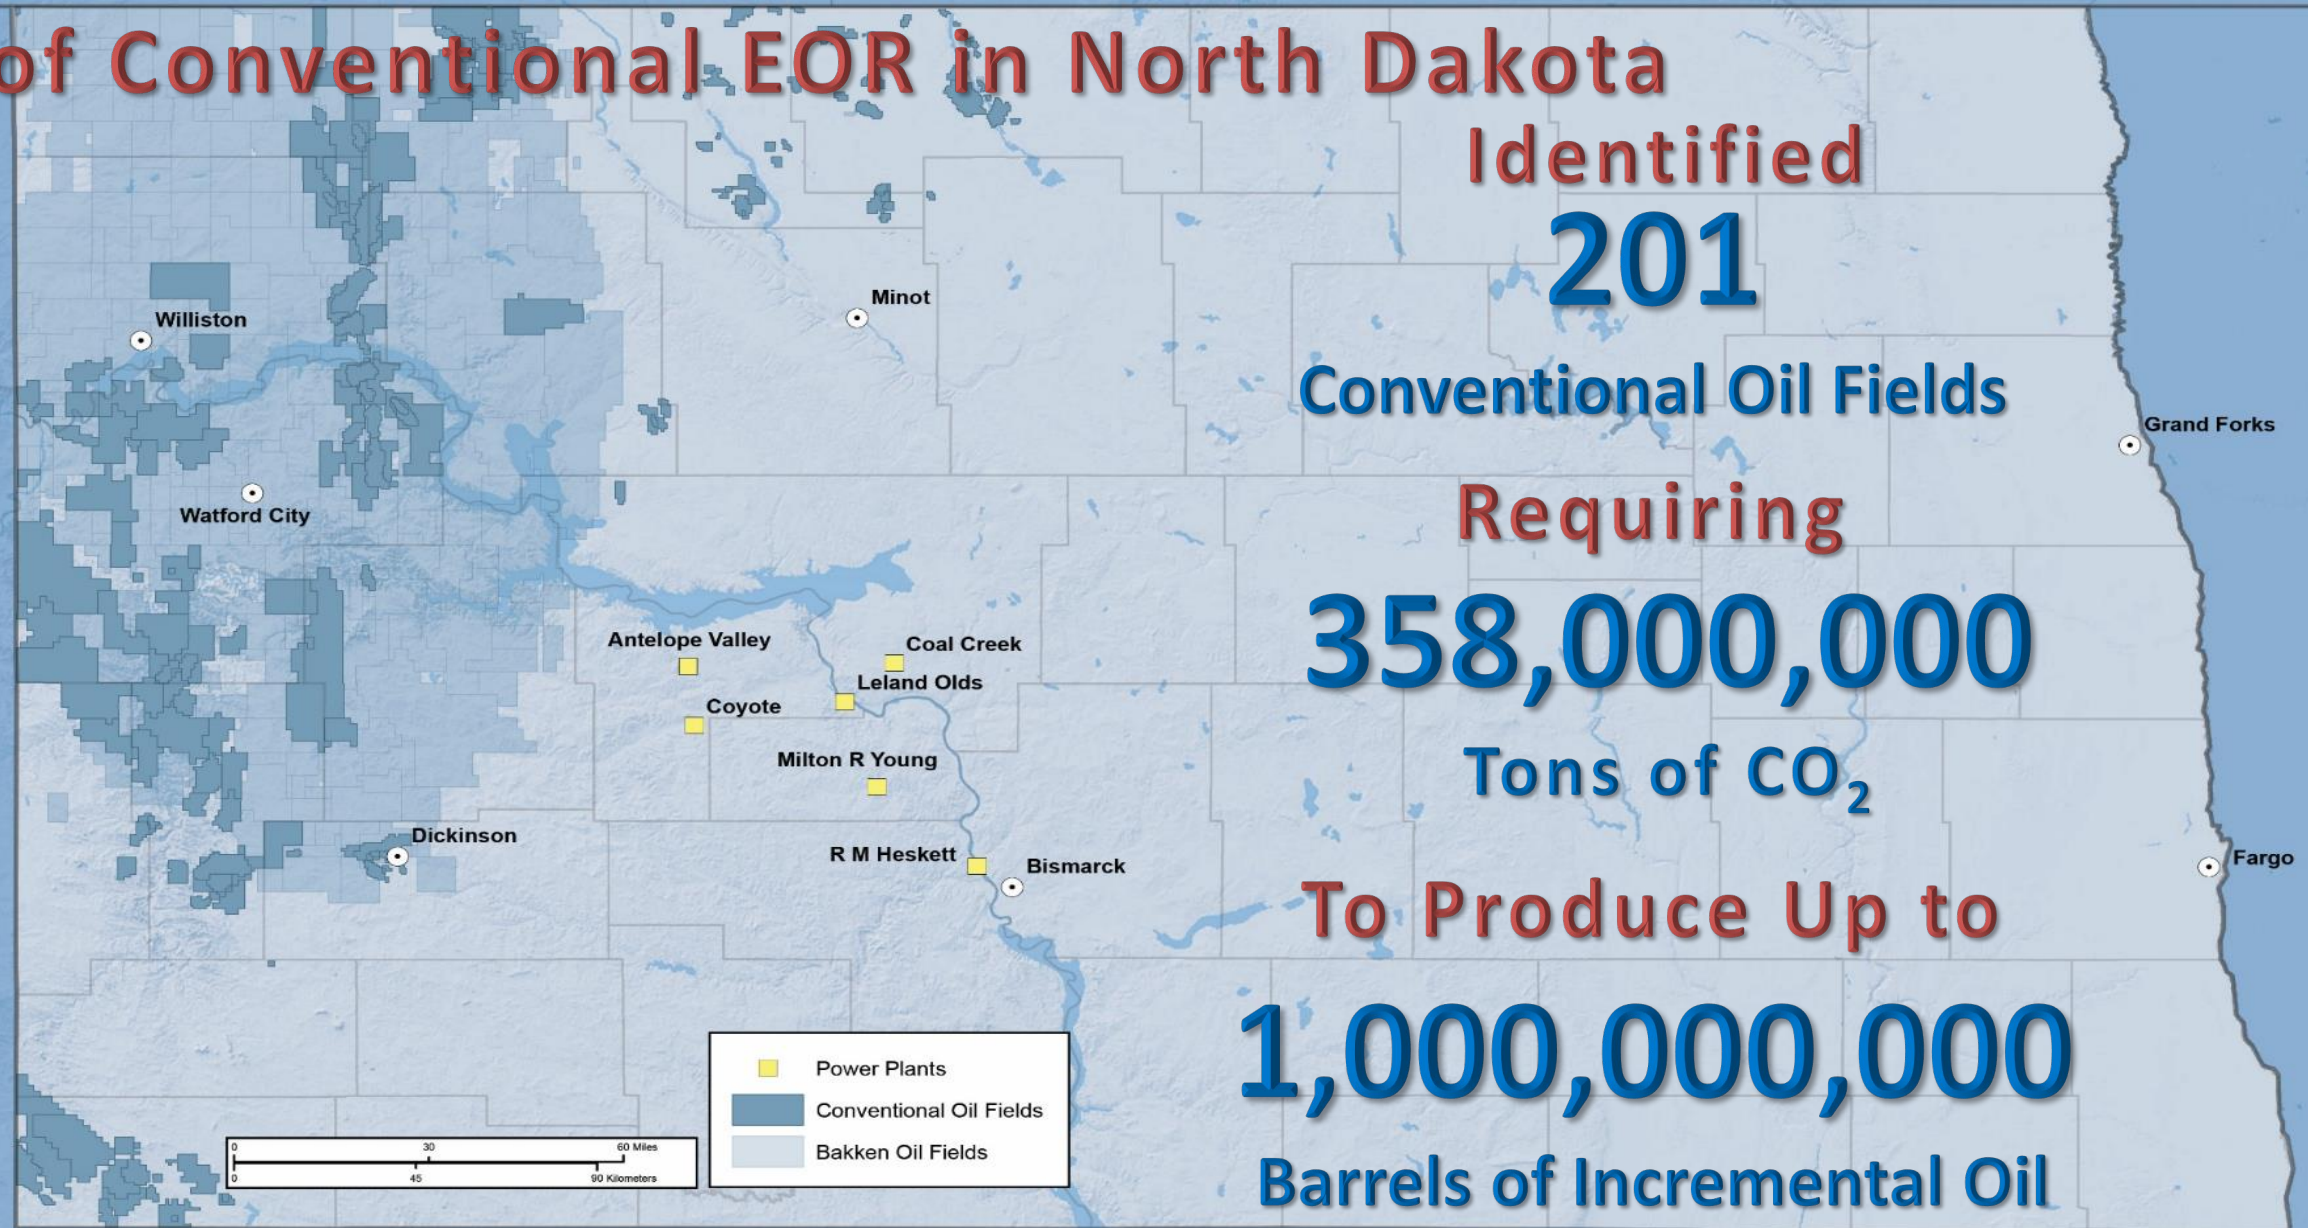 of Conventional EOR in North Dakota
Identified
201
Conventional Oil Fields
Requiring
358,000,000
Tons of CO₂
To Produce Up to
1,000,000,000
Barrels of Incremental Oil
Minot
Williston
Grand Forks
Watford City
Antelope Valley
Coal Creek
Leland Olds
Coyote
Milton R Young
Dickinson
R M Heskett
Bismarck
Fargo
Power Plants
Conventional Oil Fields
Bakken Oil Fields
0 30 60 Miles
0 45 90 Kilometers